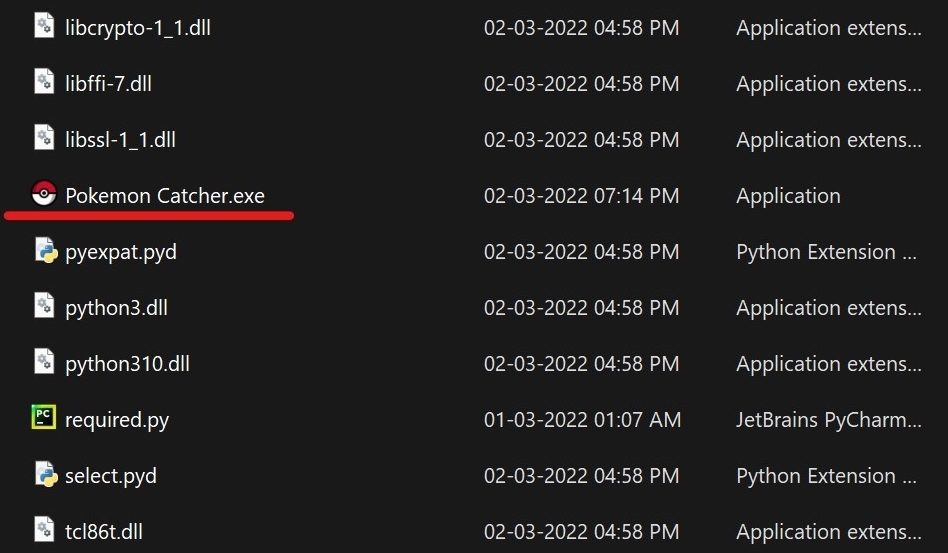 libcrypto-1_1.dll 02-03-2022 04:58 PM Application extens...
libffi-7.dll 02-03-2022 04:58 PM Application extens...
libssl-1_1.dll 02-03-2022 04:58 PM Application extens...
Pokemon Catcher.exe 02-03-2022 07:14 PM Application
pyexpat.pyd 02-03-2022 04:58 PM Python Extension ...
python3.dll 02-03-2022 04:58 PM Application extens...
python310.dll 02-03-2022 04:58 PM Application extens...
PC required.py 01-03-2022 01:07 AM JetBrains PyCharm...
select.pyd 02-03-2022 04:58 PM Python Extension ...
tcl86t.dll 02-03-2022 04:58 PM Application extens...